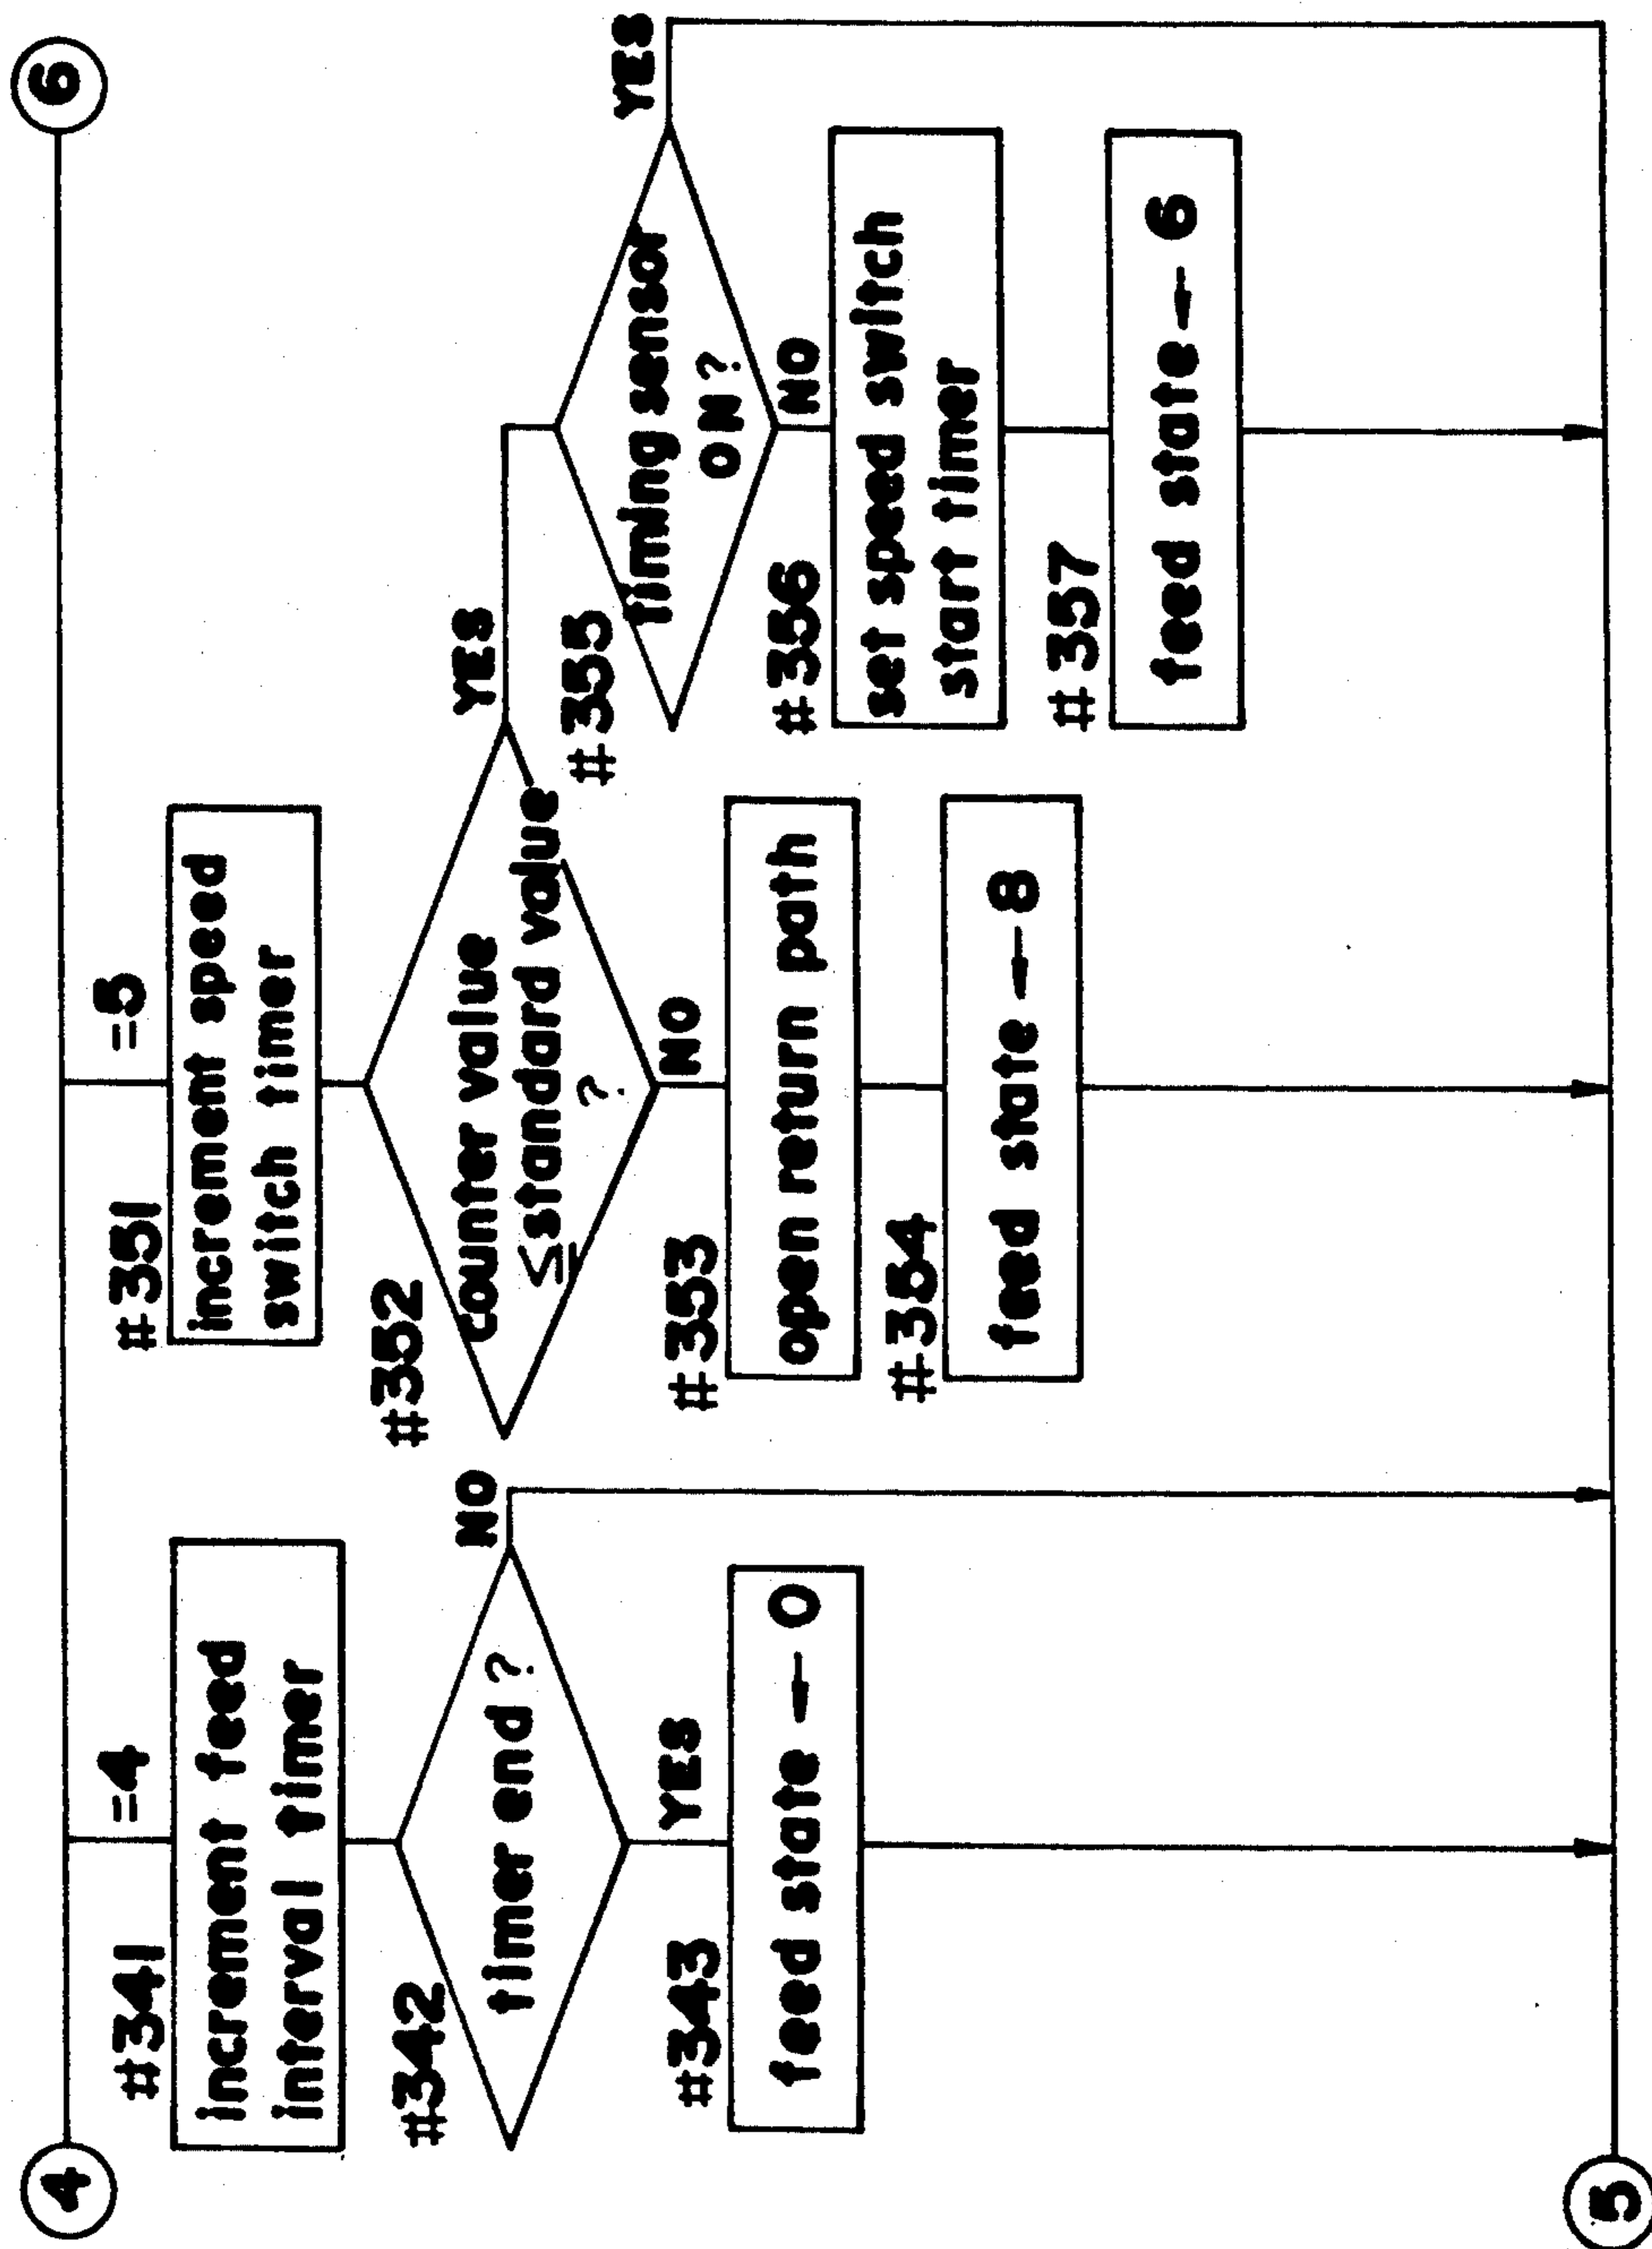 4
6
=4
#341
increment feed
interval timer
#342
timer end?
NO
YES
#343
feed state ← 0
=5
#351
increment speed
switch timer
#352
counter value
≦standard value
?
YES
NO
#353
open return path
#354
feed state ← 8
#355
timing sensor
ON?
YES
NO
#356
set speed switch
start timer
#357
feed state ← 6
5